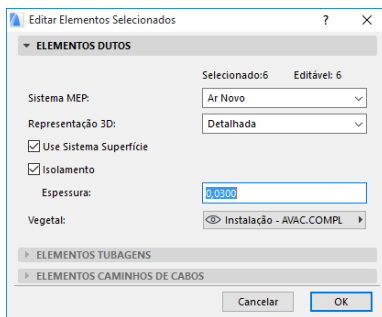 Editar Elementos Selecionados ? ×
ELEMENTOS DUTOS
Selecionado:6 Editável: 6
Sistema MEP: Ar Novo
Representação 3D: Detalhada
Use Sistema Superfície
Isolamento
Espessura: 0,0300
Vegetal: Instalação - AVAC.COMPL
ELEMENTOS TUBAGENS
ELEMENTOS CAMINHOS DE CABOS
Cancelar OK